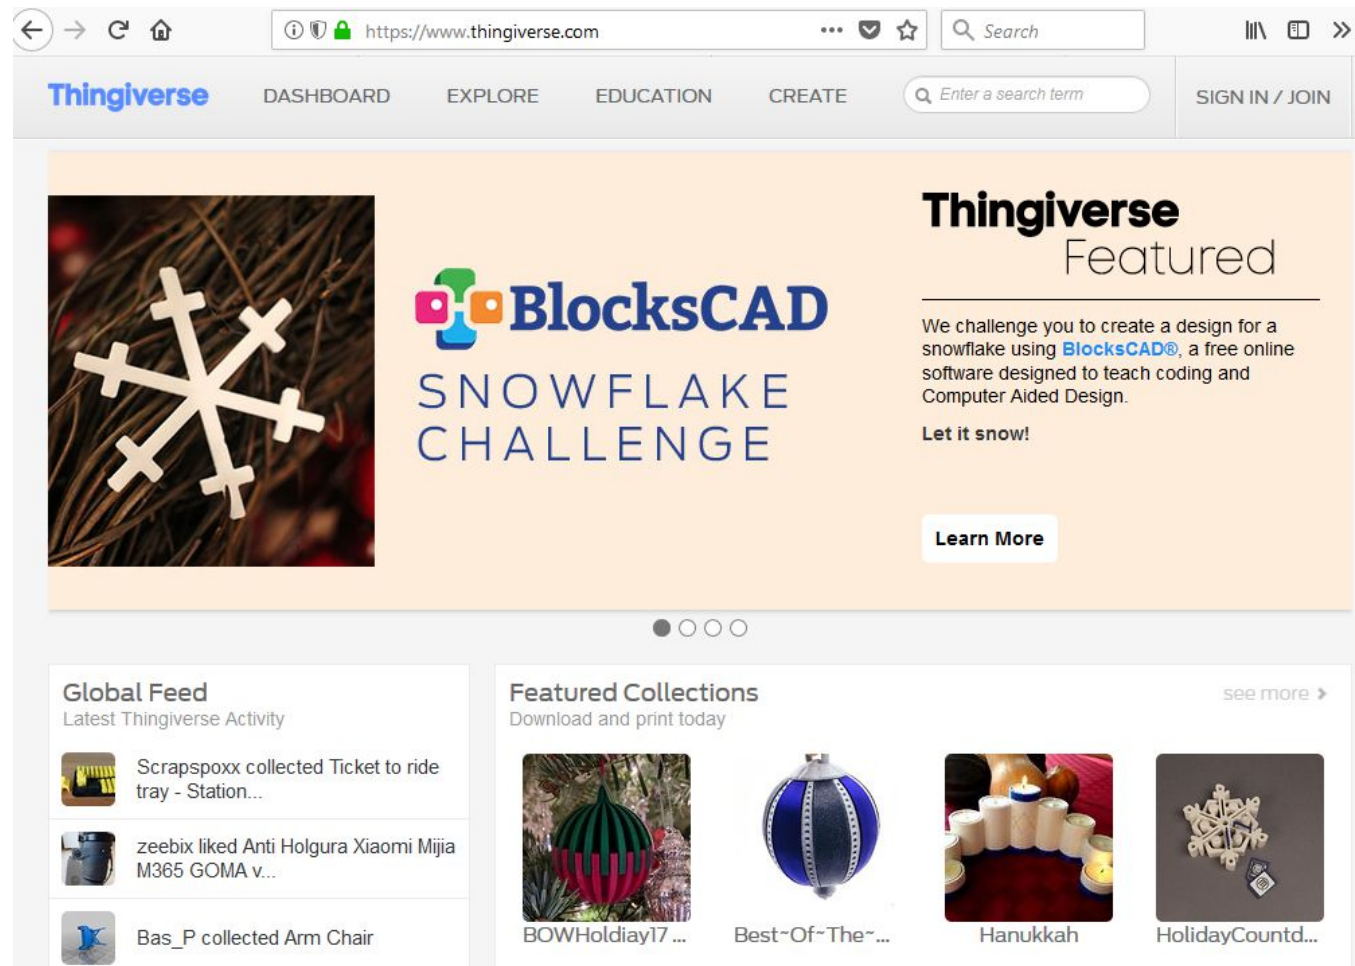 https://www.thingiverse.com
Search
Thingiverse
DASHBOARD
EXPLORE
EDUCATION
CREATE
Enter a search term
SIGN IN / JOIN
BlocksCAD
SNOWFLAKE
CHALLENGE
Thingiverse
Featured
We challenge you to create a design for a
snowflake using BlocksCAD®, a free online
software designed to teach coding and
Computer Aided Design.
Let it snow!
Learn More
Global Feed
Latest Thingiverse Activity
Scrapspoxx collected Ticket to ride
tray - Station...
zeebix liked Anti Holgura Xiaomi Mijia
M365 GOMA v...
Bas_P collected Arm Chair
Featured Collections
see more
Download and print today
BOWHoldiay17 ...
Best~Of~The~...
Hanukkah
HolidayCountd...